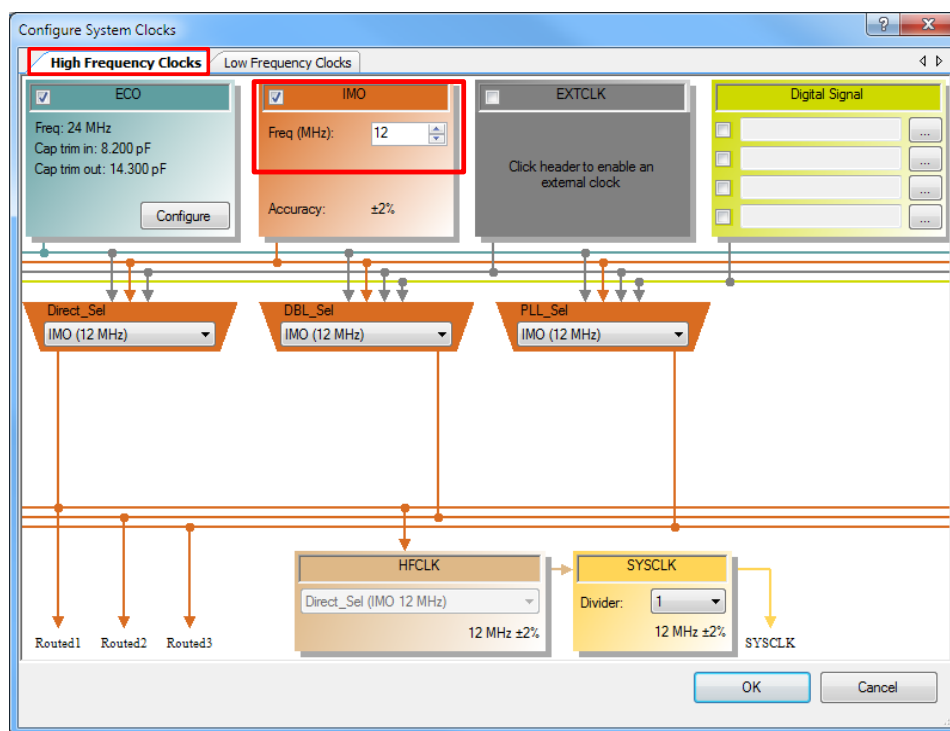 Configure System Clocks
High Frequency Clocks
Low Frequency Clocks
ECO
Freq: 24 MHz
Cap trim in: 8.200 pF
Cap trim out: 14.300 pF
Configure
IMO
Freq (MHz):
12
Accuracy:
±2%
EXTCLK
Click header to enable an
external clock
Digital Signal
...
...
...
...
Direct_Sel
IMO (12 MHz)
DBL_Sel
IMO (12 MHz)
PLL_Sel
IMO (12 MHz)
HFCLK
Direct_Sel (IMO 12 MHz)
12 MHz ±2%
SYSCLK
Divider:
1
12 MHz ±2%
Routed1
Routed2
Routed3
SYSCLK
OK
Cancel